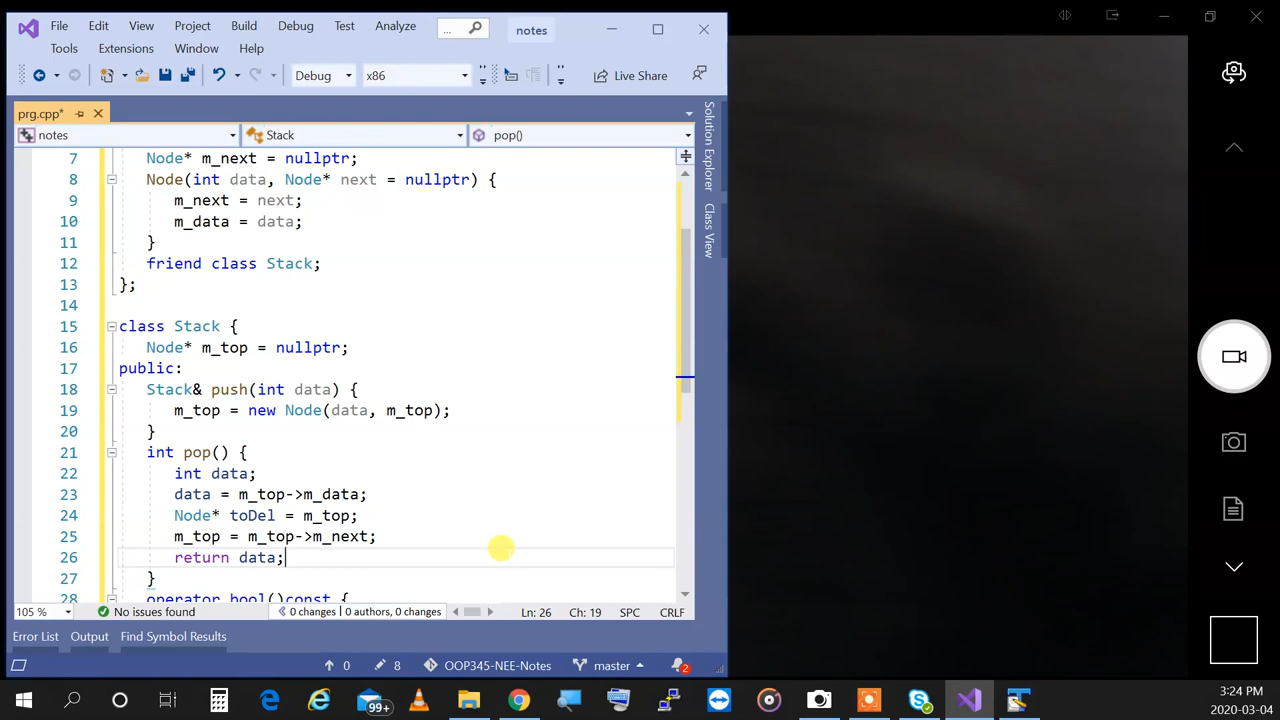 File Edit View Project Build Debug Test Analyze ... notes
Tools Extensions Window Help
Debug x86 Live Share
prg.cpp*
notes Stack pop()
7 Node* m_next = nullptr;
8 Node(int data, Node* next = nullptr) {
9 m_next = next;
10 m_data = data;
11 }
12 friend class Stack;
13 };
14
15 class Stack {
16 Node* m_top = nullptr;
17 public:
18 Stack& push(int data) {
19 m_top = new Node(data, m_top);
20 }
21 int pop() {
22 int data;
23 data = m_top->m_data;
24 Node* toDel = m_top;
25 m_top = m_top->m_next;
26 return data;
27 }
28 operator bool()const {
Solution Explorer
Class View
105 % No issues found 0 changes | 0 authors, 0 changes Ln: 26 Ch: 19 SPC CRLF
Error List Output Find Symbol Results
0 8 OOP345-NEE-Notes master 2
99+
3:24 PM
2020-03-04